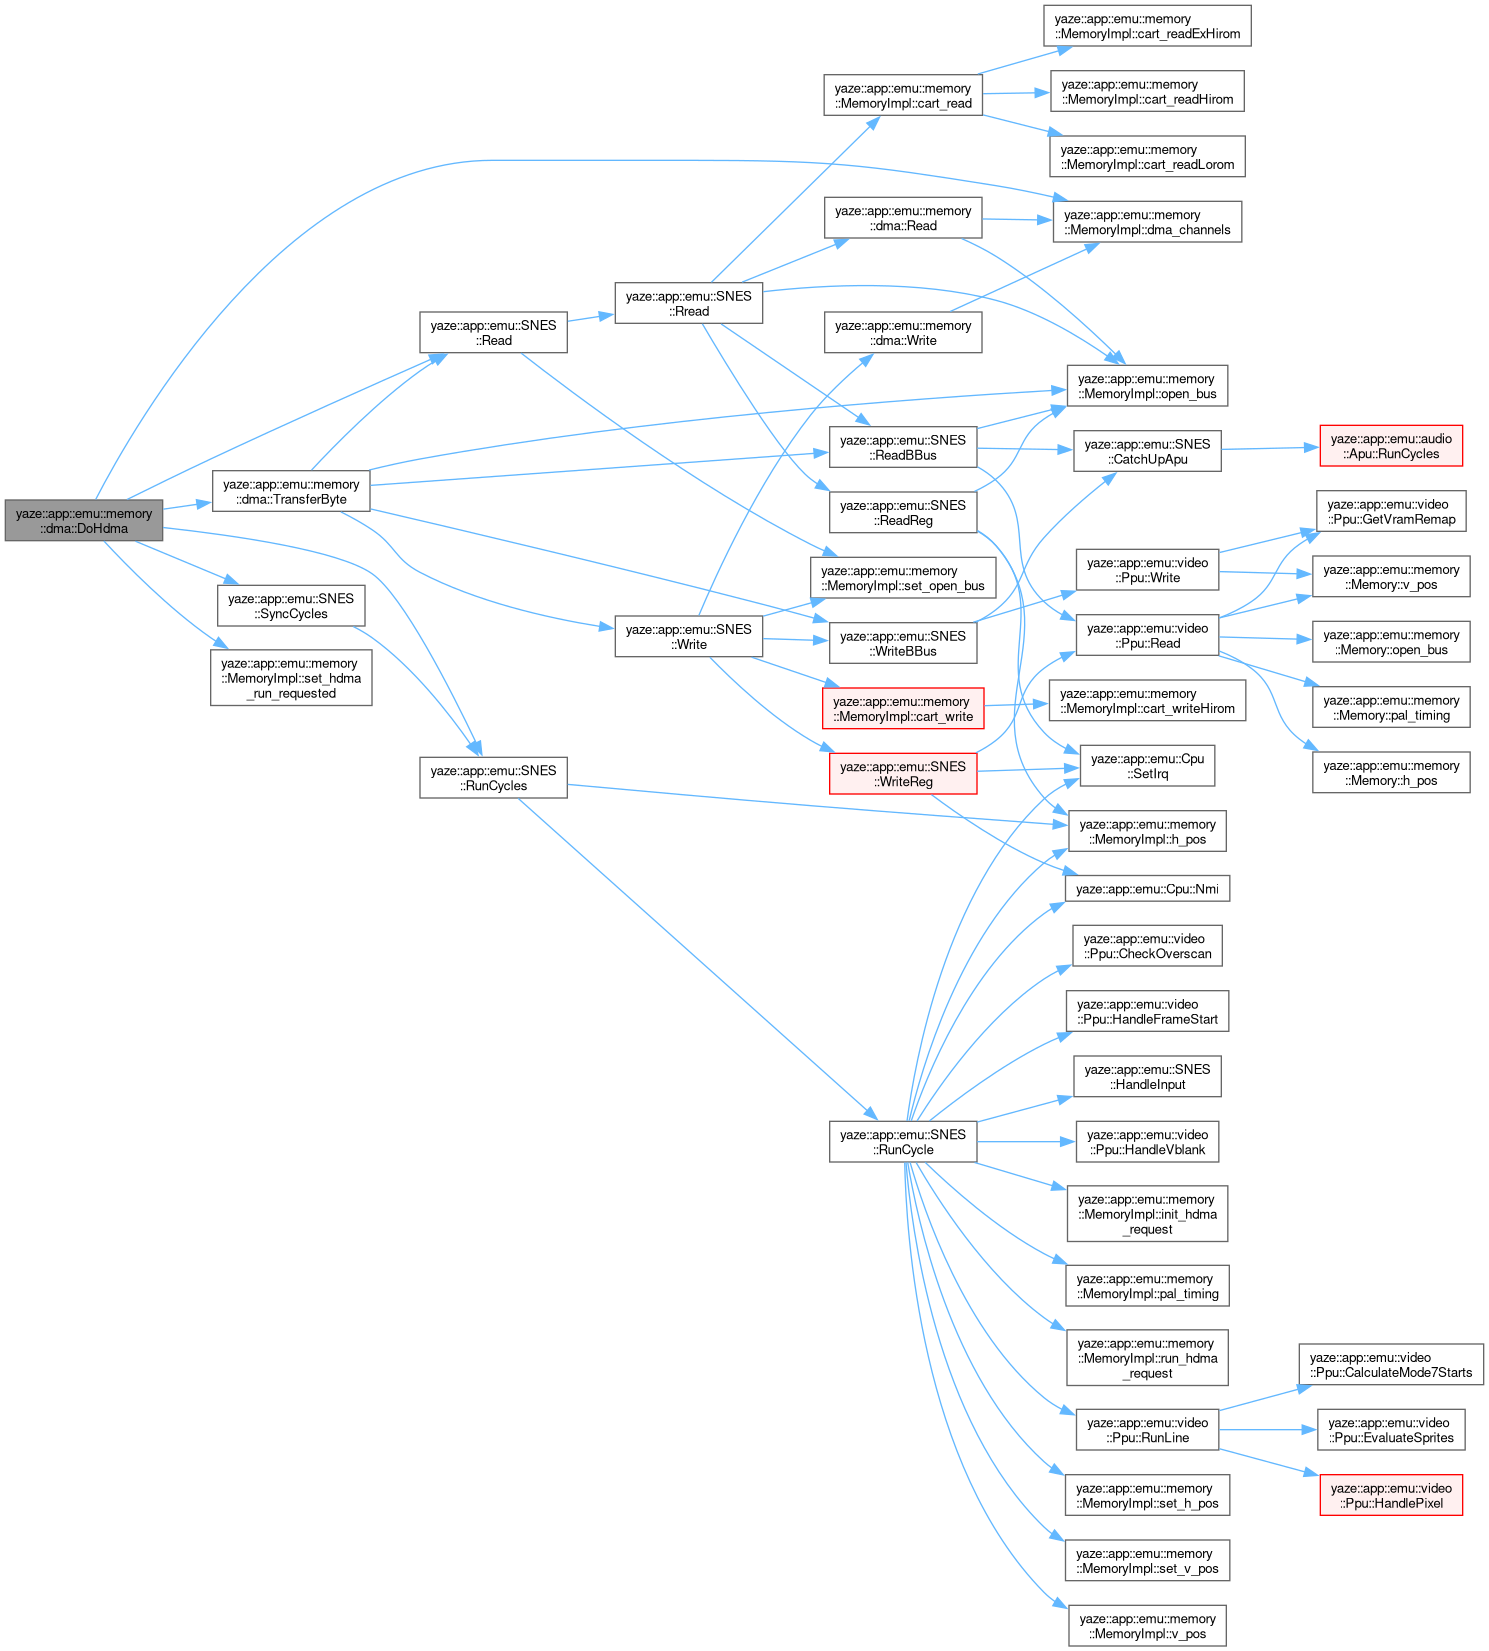 yaze::app::emu::memory
::dma::DoHdma
yaze::app::emu::memory
::dma::TransferByte
yaze::app::emu::SNES
::SyncCycles
yaze::app::emu::memory
::MemoryImpl::set_hdma
_run_requested
yaze::app::emu::SNES
::Read
yaze::app::emu::SNES
::RunCycles
yaze::app::emu::SNES
::Rread
yaze::app::emu::SNES
::Write
yaze::app::emu::memory
::MemoryImpl::cart_read
yaze::app::emu::memory
::dma::Read
yaze::app::emu::memory
::dma::Write
yaze::app::emu::SNES
::ReadBBus
yaze::app::emu::SNES
::ReadReg
yaze::app::emu::memory
::MemoryImpl::set_open_bus
yaze::app::emu::SNES
::WriteBBus
yaze::app::emu::memory
::MemoryImpl::cart_write
yaze::app::emu::SNES
::WriteReg
yaze::app::emu::SNES
::RunCycle
yaze::app::emu::memory
::MemoryImpl::cart_readExHirom
yaze::app::emu::memory
::MemoryImpl::cart_readHirom
yaze::app::emu::memory
::MemoryImpl::cart_readLorom
yaze::app::emu::memory
::MemoryImpl::dma_channels
yaze::app::emu::memory
::MemoryImpl::open_bus
yaze::app::emu::SNES
::CatchUpApu
yaze::app::emu::video
::Ppu::Write
yaze::app::emu::video
::Ppu::Read
yaze::app::emu::memory
::MemoryImpl::cart_writeHirom
yaze::app::emu::Cpu
::SetIrq
yaze::app::emu::memory
::MemoryImpl::h_pos
yaze::app::emu::Cpu::Nmi
yaze::app::emu::video
::Ppu::CheckOverscan
yaze::app::emu::video
::Ppu::HandleFrameStart
yaze::app::emu::SNES
::HandleInput
yaze::app::emu::video
::Ppu::HandleVblank
yaze::app::emu::memory
::MemoryImpl::init_hdma
_request
yaze::app::emu::memory
::MemoryImpl::pal_timing
yaze::app::emu::memory
::MemoryImpl::run_hdma
_request
yaze::app::emu::video
::Ppu::RunLine
yaze::app::emu::memory
::MemoryImpl::set_h_pos
yaze::app::emu::memory
::MemoryImpl::set_v_pos
yaze::app::emu::memory
::MemoryImpl::v_pos
yaze::app::emu::audio
::Apu::RunCycles
yaze::app::emu::video
::Ppu::GetVramRemap
yaze::app::emu::memory
::Memory::v_pos
yaze::app::emu::memory
::Memory::open_bus
yaze::app::emu::memory
::Memory::pal_timing
yaze::app::emu::memory
::Memory::h_pos
yaze::app::emu::video
::Ppu::CalculateMode7Starts
yaze::app::emu::video
::Ppu::EvaluateSprites
yaze::app::emu::video
::Ppu::HandlePixel